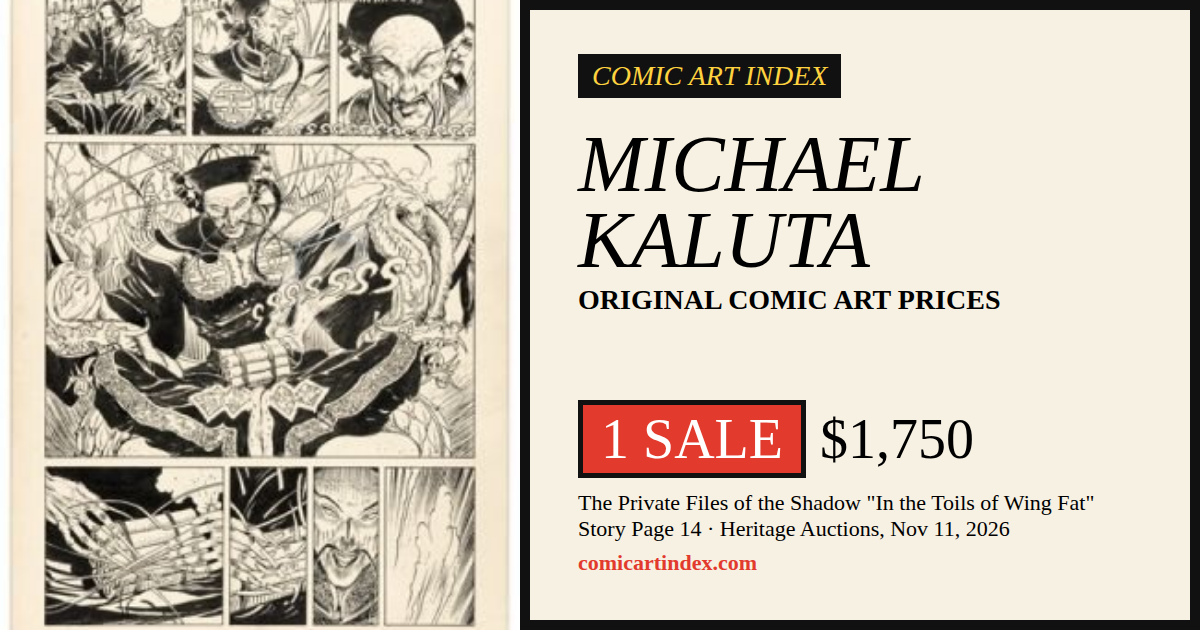 COMIC ART INDEX
MICHAEL
KALUTA
ORIGINAL COMIC ART PRICES
1 SALE $1,750
The Private Files of the Shadow "In the Toils of Wing Fat"
Story Page 14 · Heritage Auctions, Nov 11, 2026
comicartindex.com